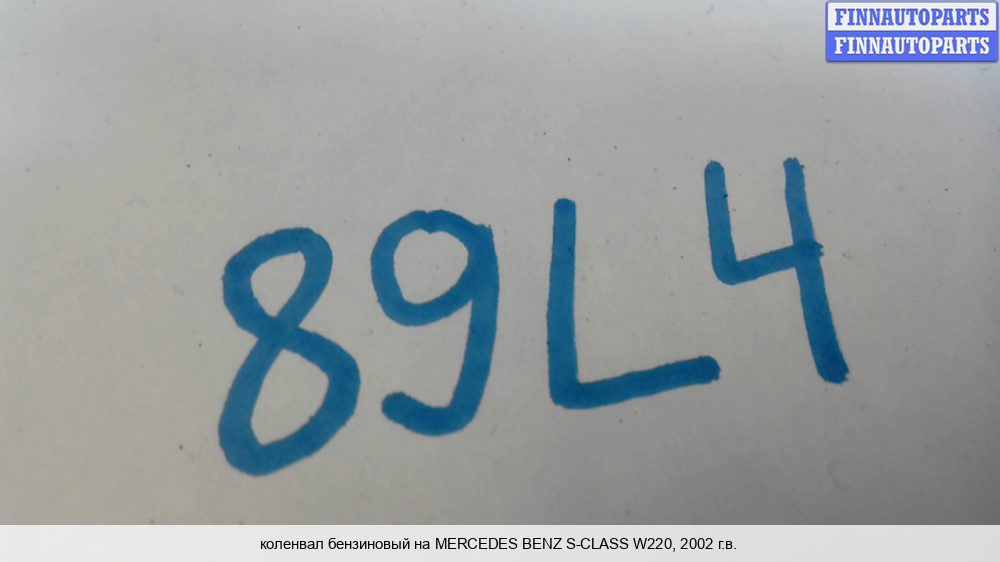 FINNAUTOPARTS
FINNAUTOPARTS
89L4
коленвал бензиновый на MERCEDES BENZ S-CLASS W220, 2002 г.в.